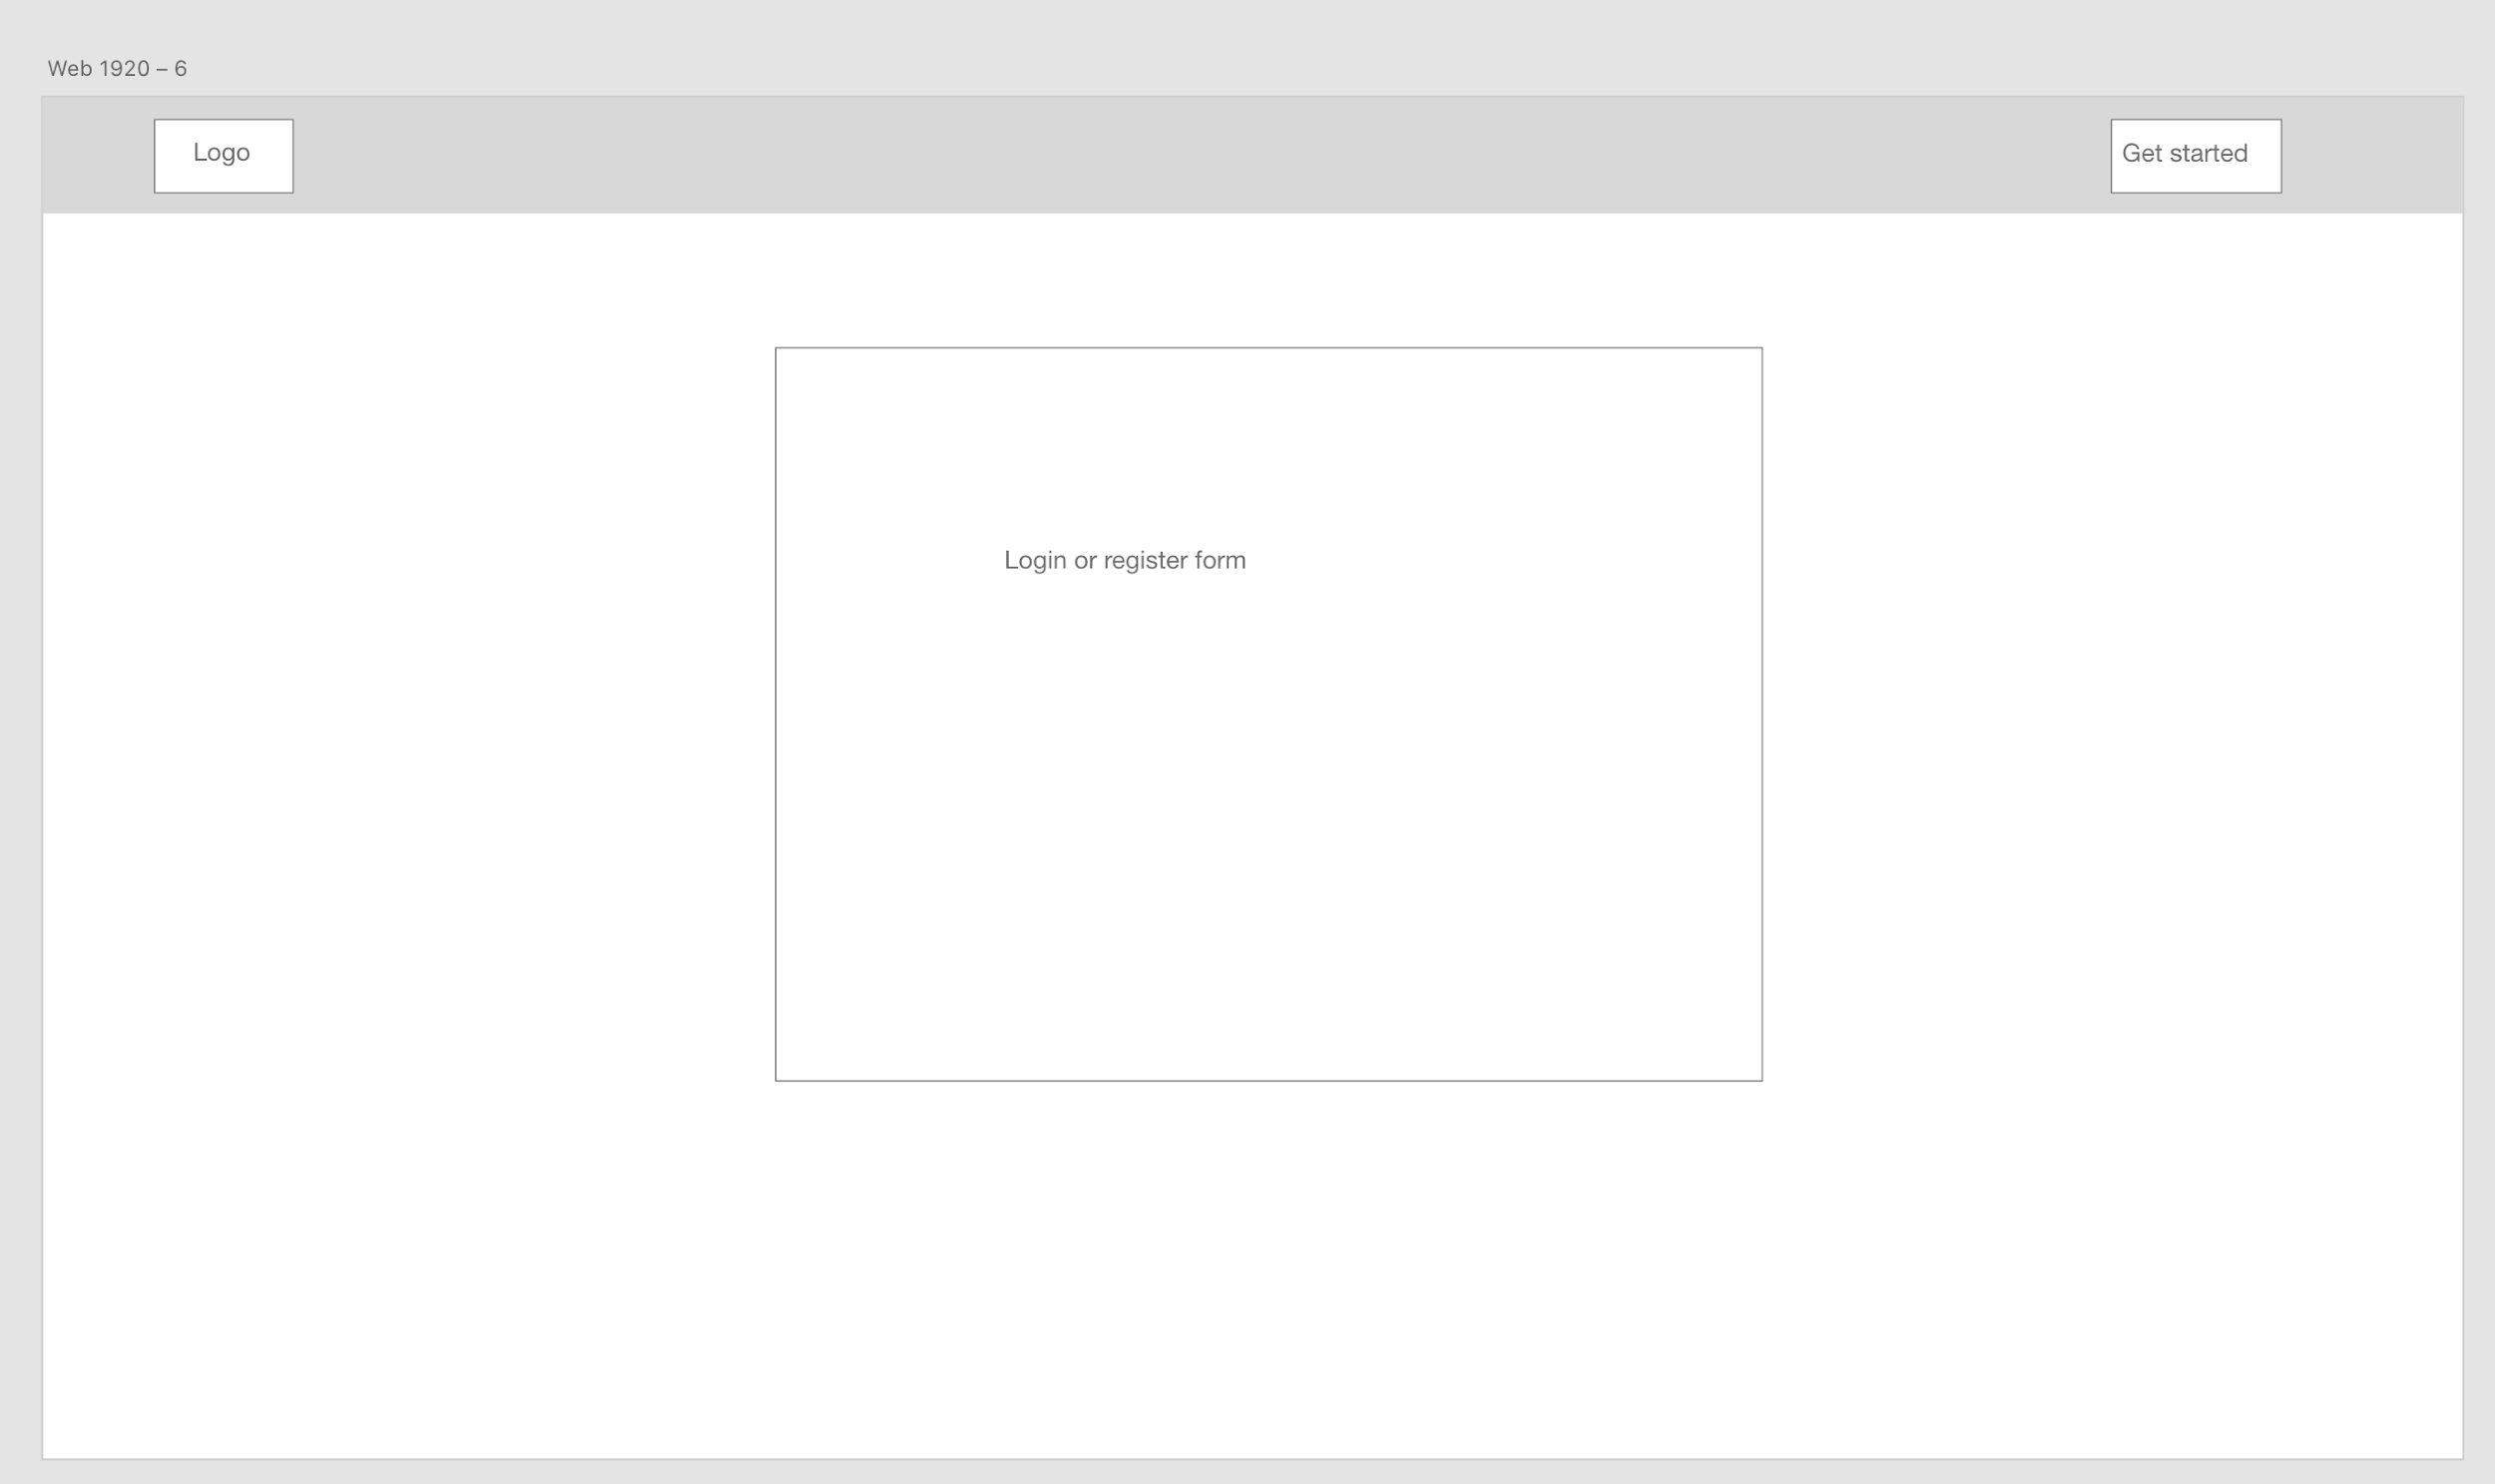 Web 1920 – 6
Logo
Get started
Login or register form